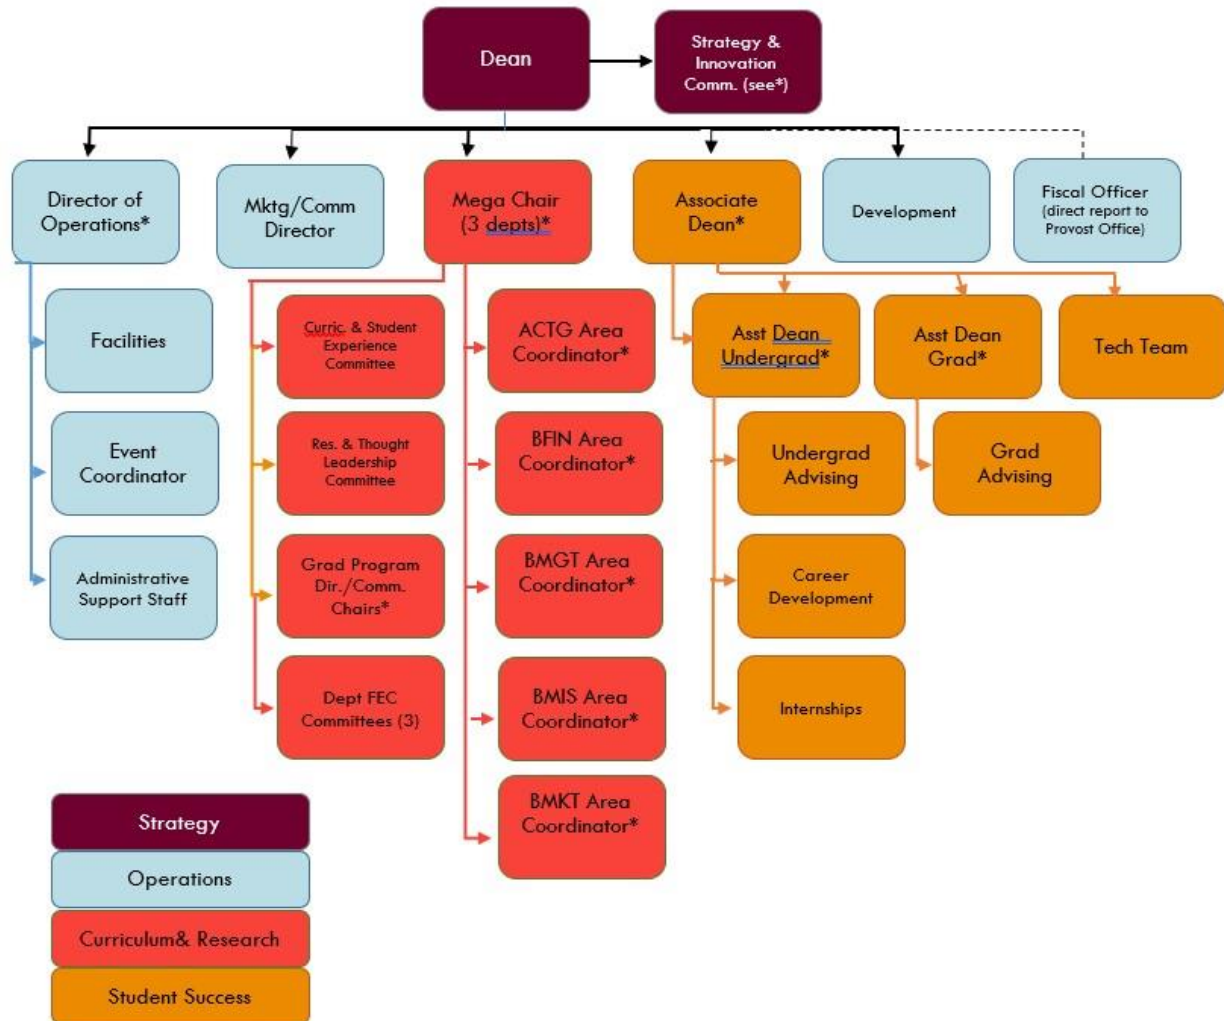 Dean
Strategy &
Innovation
Comm. (see*)
Director of
Operations*
Mktg/Comm
Director
Mega Chair
(3 depts)*
Associate
Dean*
Development
Fiscal Officer
(direct report to
Provost Office)
Facilities
Curric. & Student
Experience
Committee
ACTG Area
Coordinator*
Asst Dean
Undergrad*
Asst Dean
Grad*
Tech Team
Event
Coordinator
Res. & Thought
Leadership
Committee
BFIN Area
Coordinator*
Undergrad
Advising
Grad
Advising
Administrative
Support Staff
Grad Program
Dir./Comm.
Chairs*
BMGT Area
Coordinator*
Career
Development
Dept FEC
Committees (3)
BMIS Area
Coordinator*
Internships
BMKT Area
Coordinator*
Strategy
Operations
Curriculum& Research
Student Success